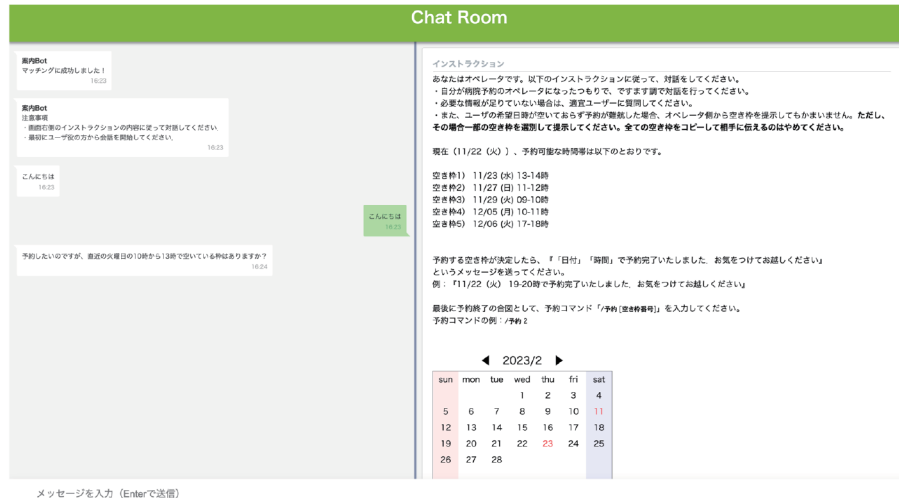 Chat Room
案内Bot
マッチングに成功しました！
16:23
案内Bot
注意事項
・画面右側のインストラクションの内容に従って対話してください
・最初にユーザ役の方から会話を開始してください。
16:23
こんにちは
16:23
こんにちは
16:23
予約したいのですが、直近の火曜日の10時から13時で空いている枠はありますか？
16:24
メッセージを入力（Enterで送信）
インストラクション
あなたはオペレータです。以下のインストラクションに従って、対話をしてください。
・自分が病院予約のオペレータになったつもりで、ですます調で対話を行ってください。
・必要な情報が足りていない場合は、適宜ユーザーに質問してください。
・また、ユーザの希望日時が空いておらず予約が難航した場合、オペレータ側から空き枠を提示してもかまいません。ただし、
その場合一部の空き枠を選別して提示してください。全ての空き枠をコピーして相手に伝えるのはやめてください。
現在（11/22（火））、予約可能な時間帯は以下のとおりです。
空き枠1） 11/23 (水) 13-14時
空き枠2） 11/27 (日) 11-12時
空き枠3） 11/29 (火) 09-10時
空き枠4） 12/05 (月) 10-11時
空き枠5） 12/06 (火) 17-18時
予約する空き枠が決定したら、『「日付」「時間」で予約完了いたしました．お気をつけてお越しください』
というメッセージを送ってください。
例：『11/22（火） 19-20時で予約完了いたしました．お気をつけてお越しください』
最後に予約終了の合図として、予約コマンド「/予約 [空き枠番号]」を入力してください。
予約コマンドの例：/予約 2
◀ 2023/2 ▶
sun mon tue wed thu fri sat
1 2 3 4
5 6 7 8 9 10 11
12 13 14 15 16 17 18
19 20 21 22 23 24 25
26 27 28